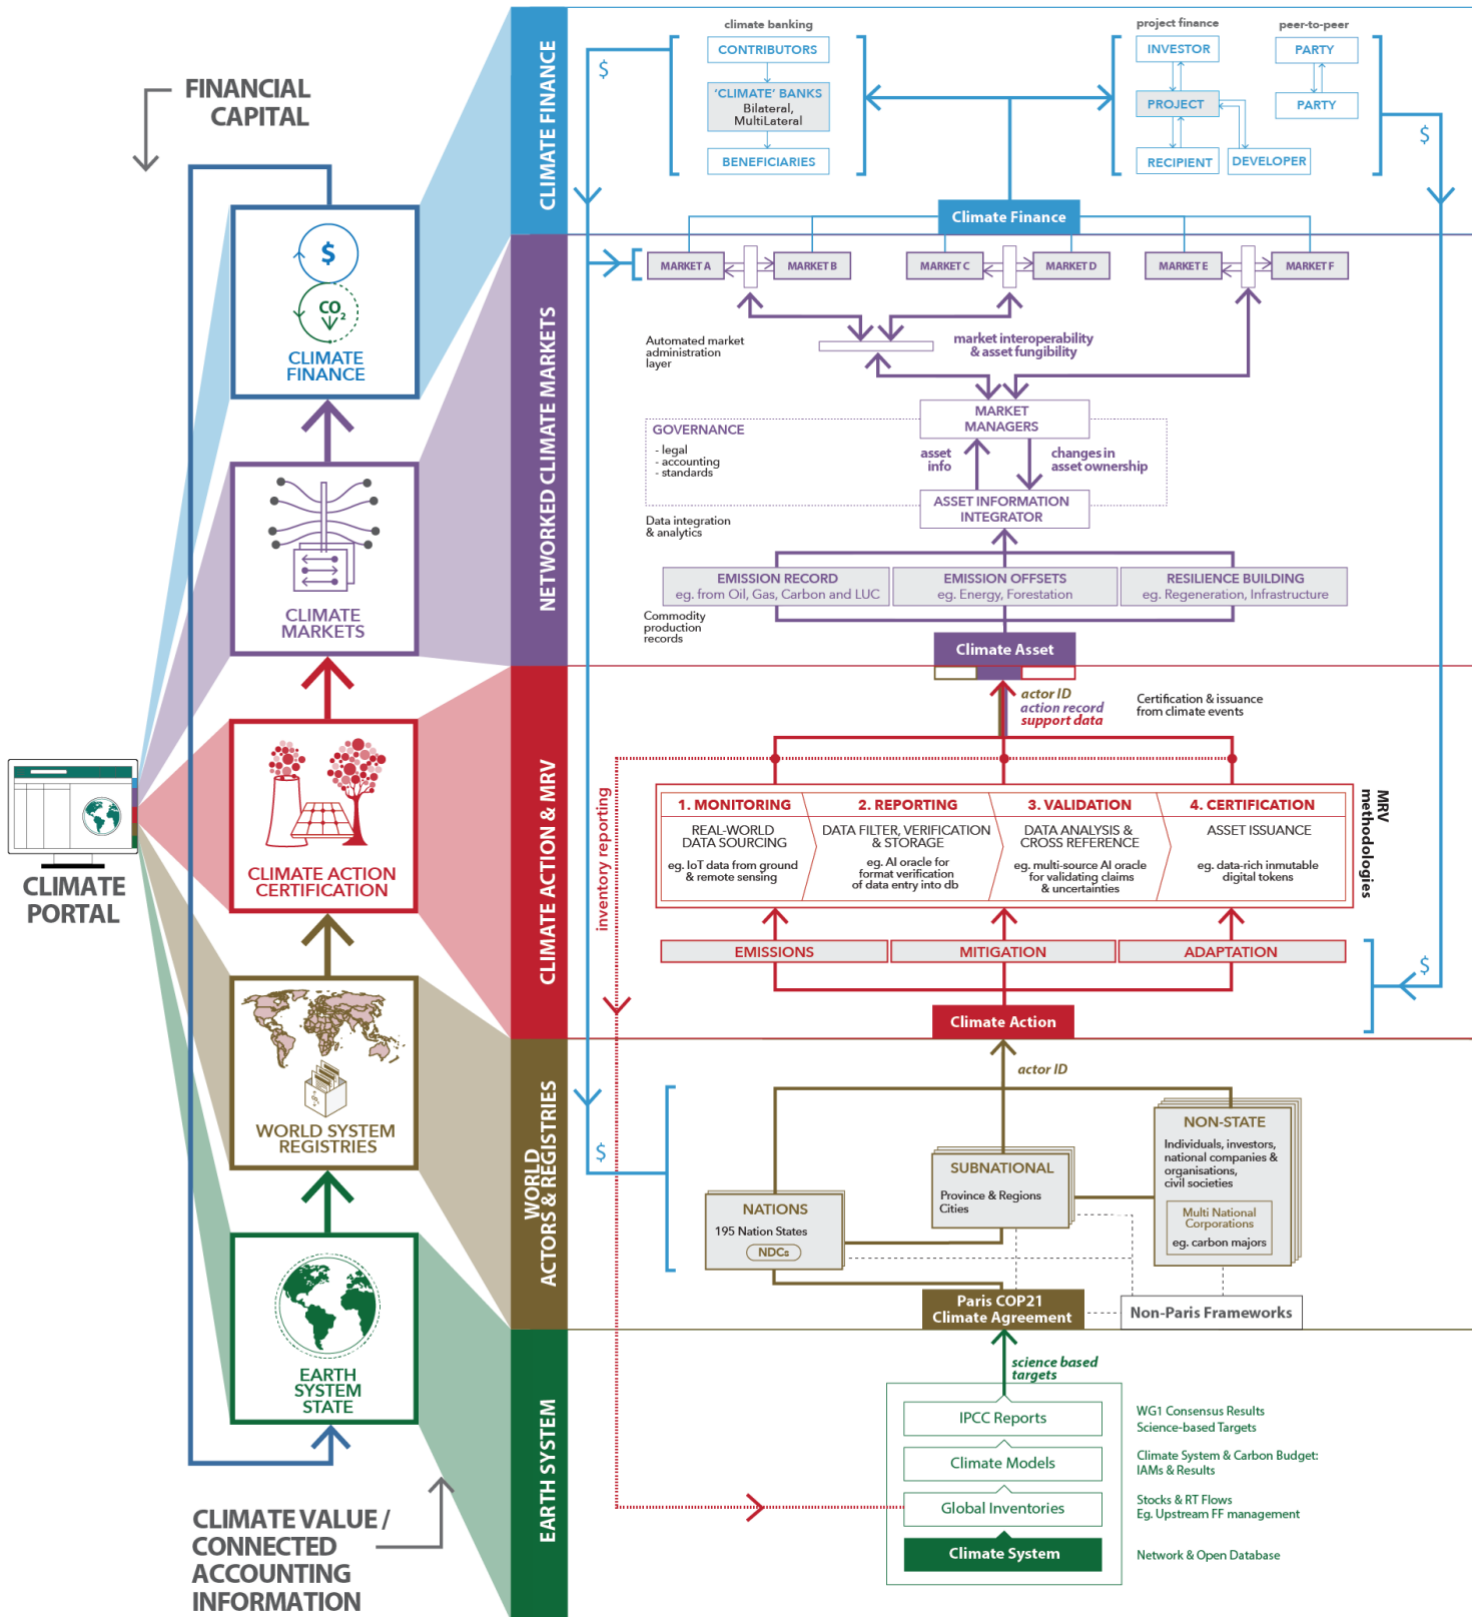 FINANCIAL
CAPITAL
$
CO2
CLIMATE
FINANCE
CLIMATE
MARKETS
CLIMATE ACTION
CERTIFICATION
WORLD SYSTEM
REGISTRIES
EARTH
SYSTEM
STATE
CLIMATE
PORTAL
CLIMATE VALUE /
CONNECTED
ACCOUNTING
INFORMATION
CLIMATE FINANCE
climate banking
CONTRIBUTORS
'CLIMATE' BANKS
Bilateral,
MultiLateral
BENEFICIARIES
project finance
INVESTOR
PROJECT
RECIPIENT
DEVELOPER
peer-to-peer
PARTY
PARTY
$
$
Climate Finance
NETWORKED CLIMATE MARKETS
MARKET A
MARKET B
MARKET C
MARKET D
MARKET E
MARKET F
Automated market
administration
layer
market interoperability
& asset fungibility
MARKET
MANAGERS
GOVERNANCE
- legal
- accounting
- standards
asset
info
changes in
asset ownership
ASSET INFORMATION
INTEGRATOR
Data integration
& analytics
EMISSION RECORD
eg. from Oil, Gas, Carbon and LUC
EMISSION OFFSETS
eg. Energy, Forestation
RESILIENCE BUILDING
eg. Regeneration, Infrastructure
Commodity
production
records
Climate Asset
CLIMATE ACTION & MRV
actor ID
action record
support data
Certification & issuance
from climate events
inventory reporting
MRV
methodologies
1. MONITORING
REAL-WORLD
DATA SOURCING
eg. IoT data from ground
& remote sensing
2. REPORTING
DATA FILTER, VERIFICATION
& STORAGE
eg. AI oracle for
format verification
of data entry into db
3. VALIDATION
DATA ANALYSIS &
CROSS REFERENCE
eg. multi-source AI oracle
for validating claims
& uncertainties
4. CERTIFICATION
ASSET ISSUANCE
eg. data-rich inmutable
digital tokens
EMISSIONS
MITIGATION
ADAPTATION
$
Climate Action
WORLD
ACTORS & REGISTRIES
actor ID
$
NATIONS
195 Nation States
NDCs
SUBNATIONAL
Province & Regions
Cities
NON-STATE
Individuals, investors,
national companies &
organisations,
civil societies
Multi National
Corporations
eg. carbon majors
Paris COP21
Climate Agreement
Non-Paris Frameworks
EARTH SYSTEM
science based
targets
IPCC Reports
WG1 Consensus Results
Science-based Targets
Climate Models
Climate System & Carbon Budget:
IAMs & Results
Global Inventories
Stocks & RT Flows
Eg. Upstream FF management
Climate System
Network & Open Database